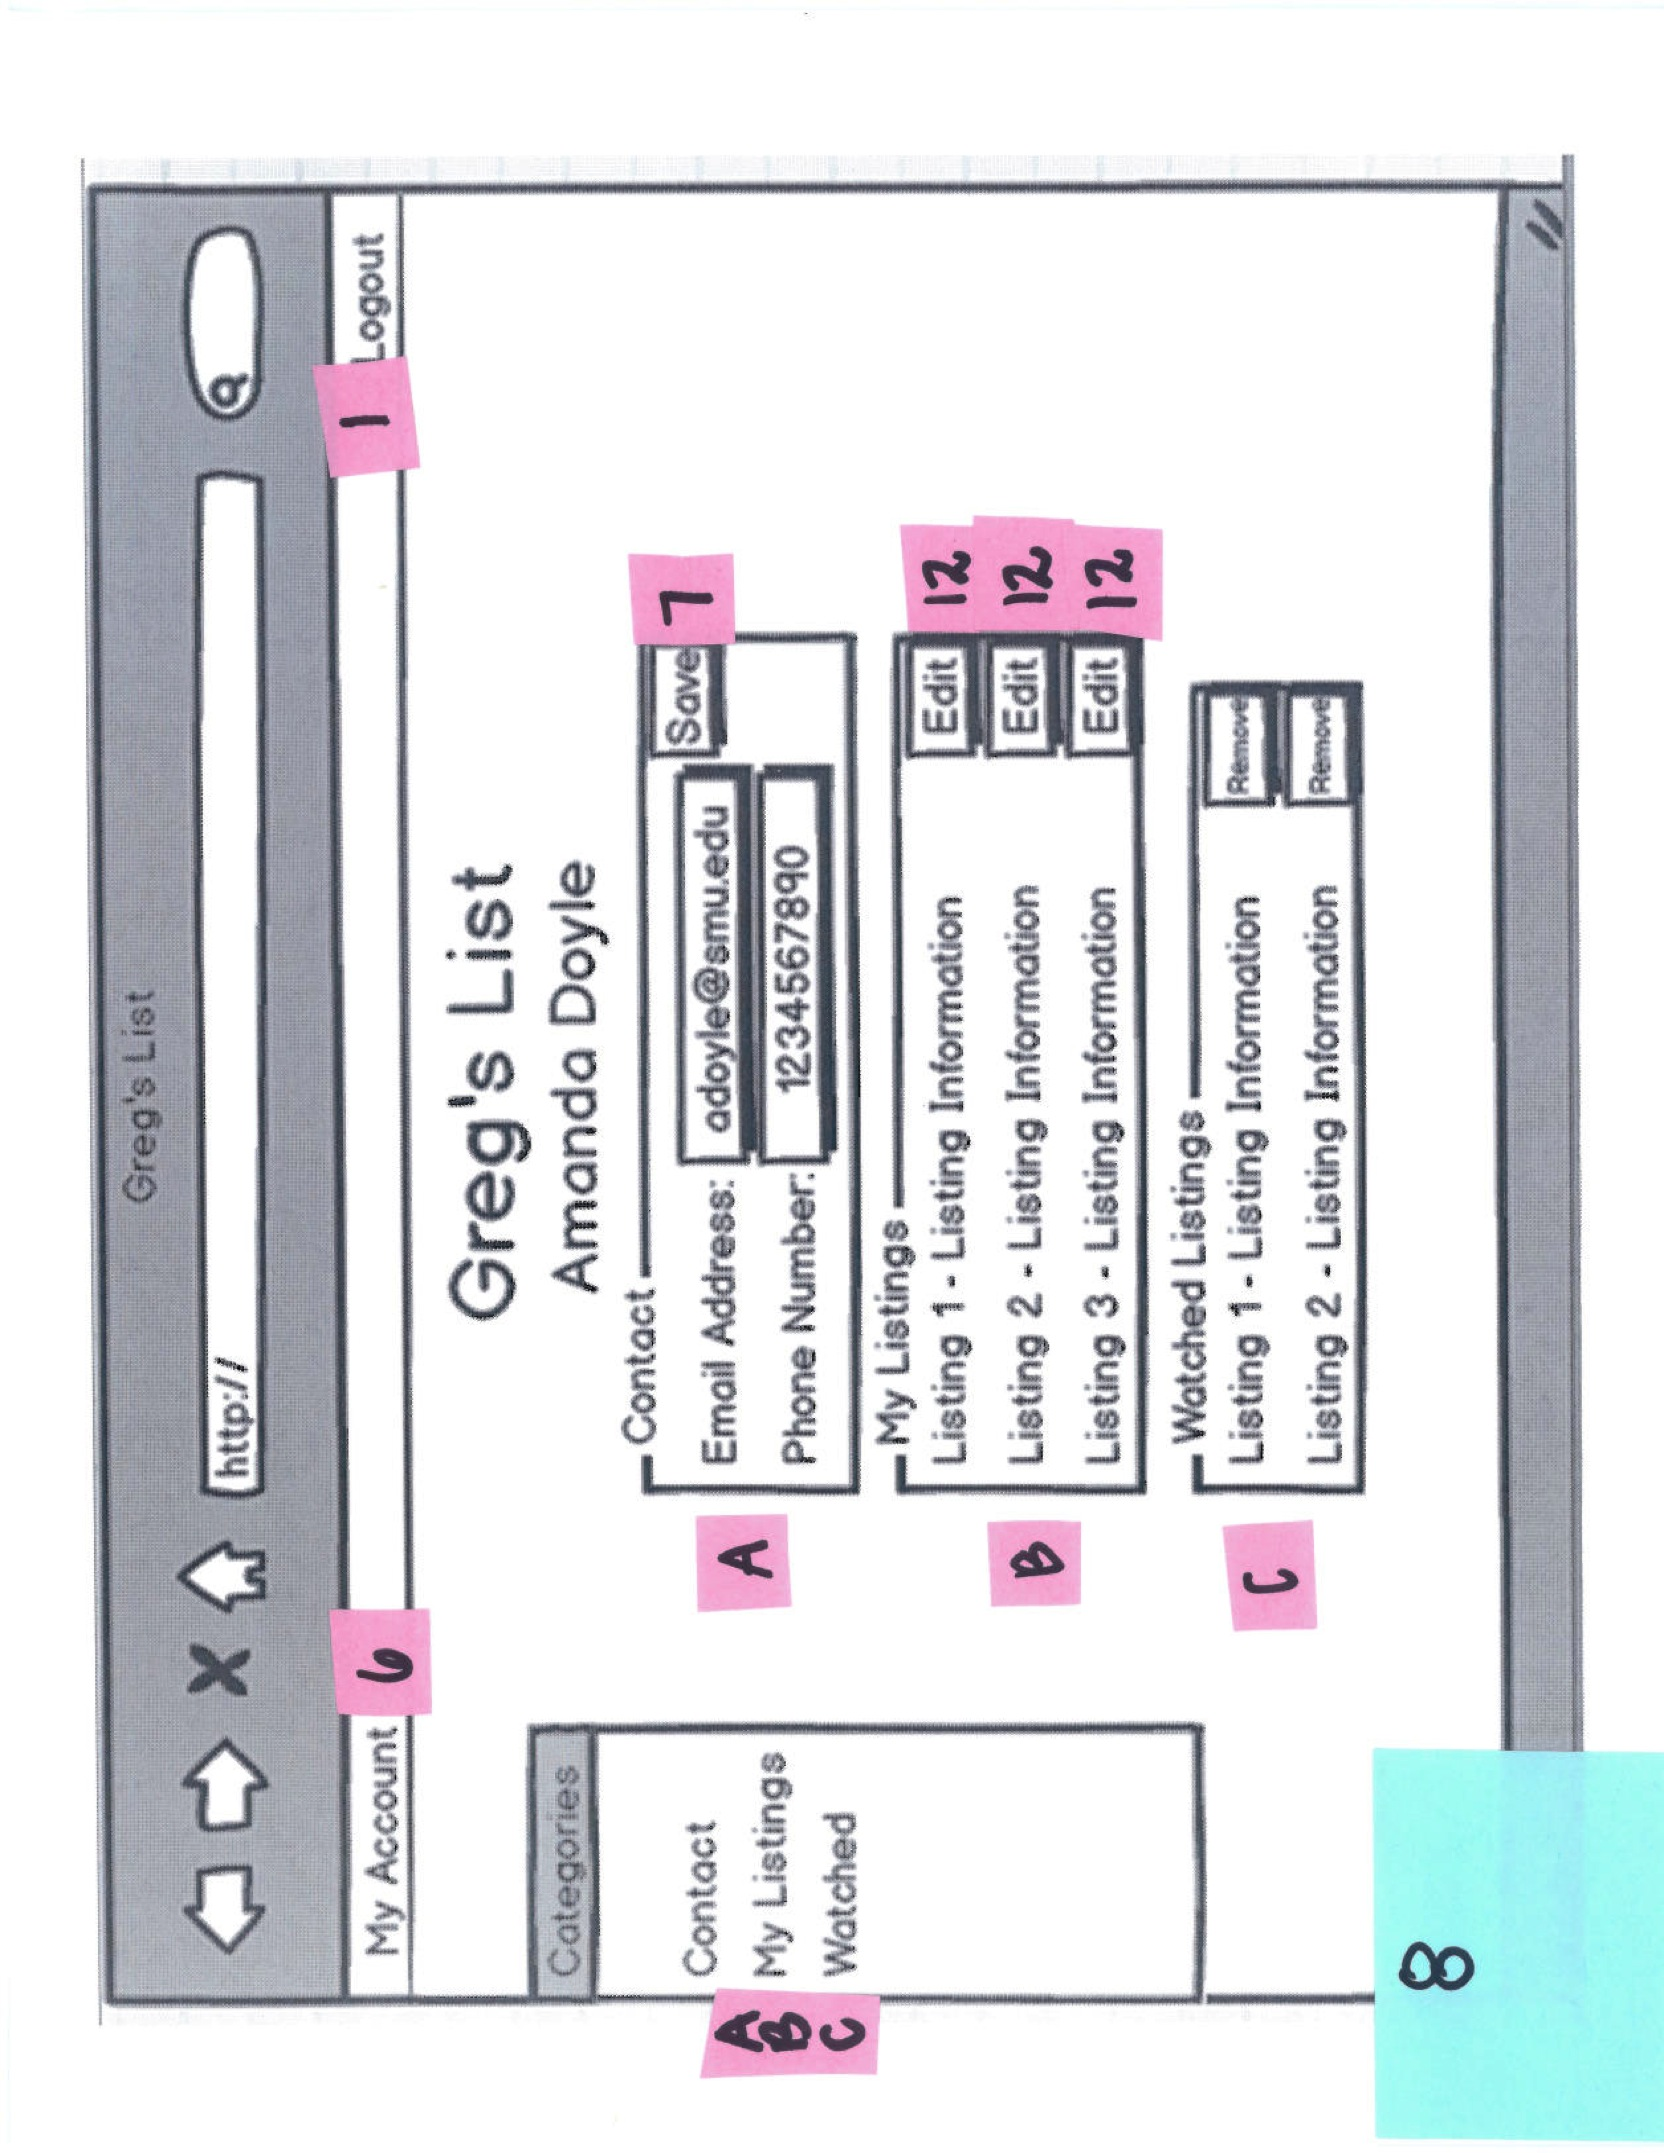 Greg's List
http://
My Account 6 1 Logout
Greg's List
Amanda Doyle
Categories
A Contact
B My Listings
C Watched
A
Contact
Email Address: adoyle@smu.edu Save 7
Phone Number: 1234567890
B
My Listings
Listing 1 - Listing Information Edit 12
Listing 2 - Listing Information Edit 12
Listing 3 - Listing Information Edit 12
C
Watched Listings
Listing 1 - Listing Information Remove
Listing 2 - Listing Information Remove
8